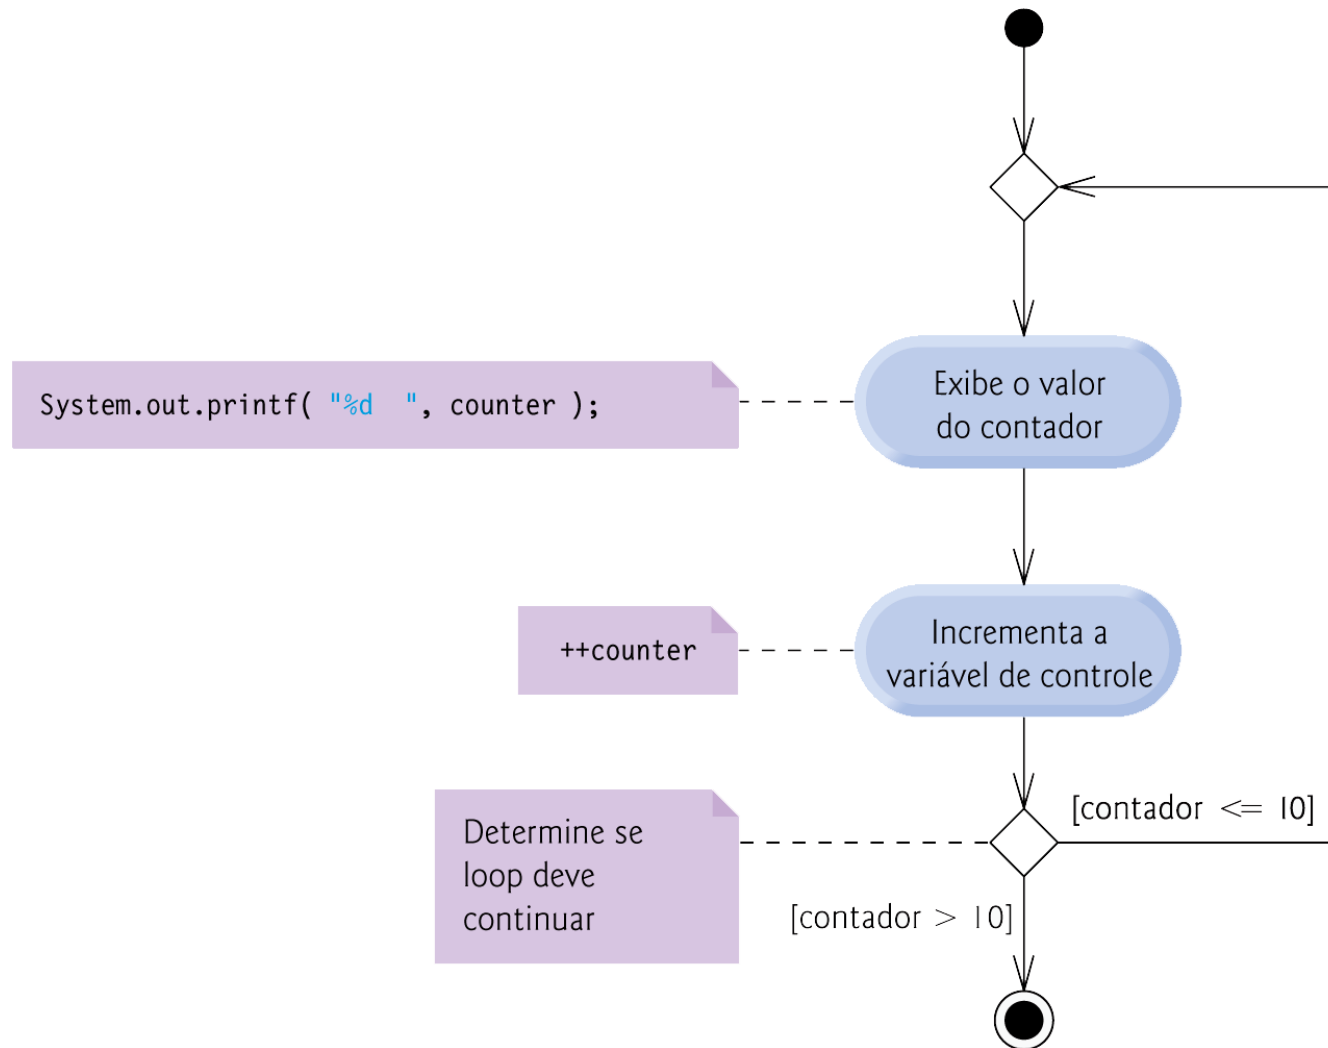 Exibe o valor
do contador
System.out.printf( "%d  ", counter );
Incrementa a
variável de controle
++counter
Determine se
loop deve
continuar
[contador <= 10]
[contador > 10]